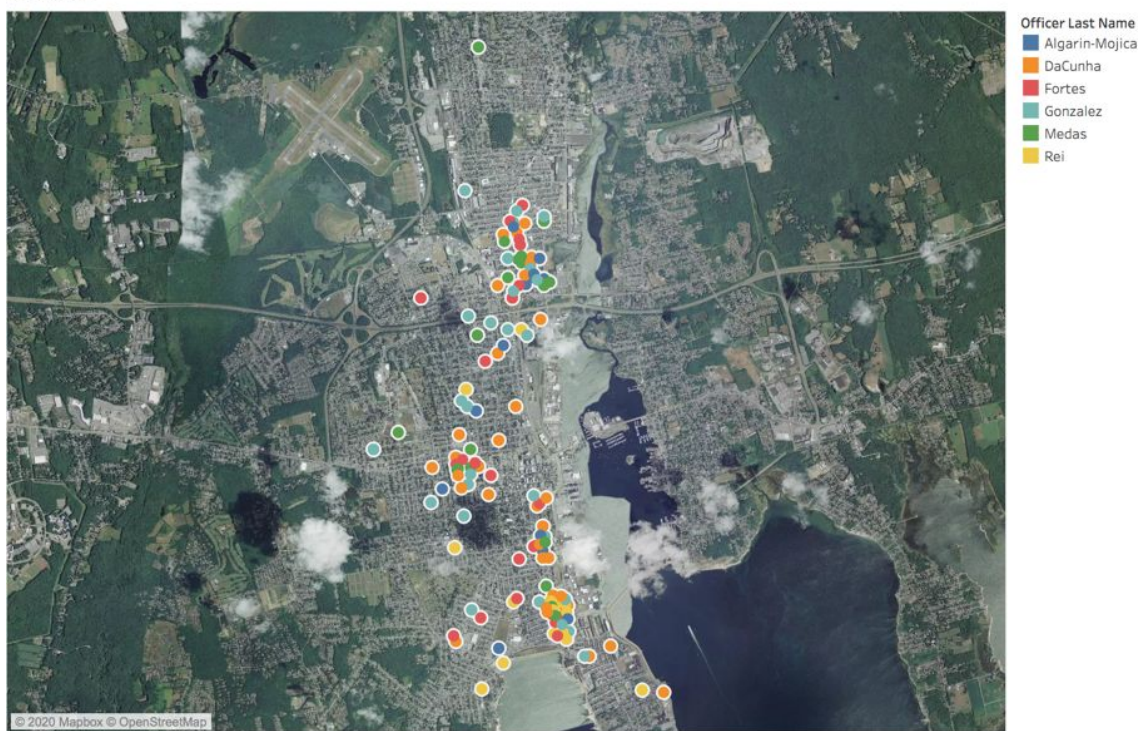 Officer Last Name
Algarin-Mojica
DaCunha
Fortes
Gonzalez
Medas
Rei
© 2020 Mapbox © OpenStreetMap